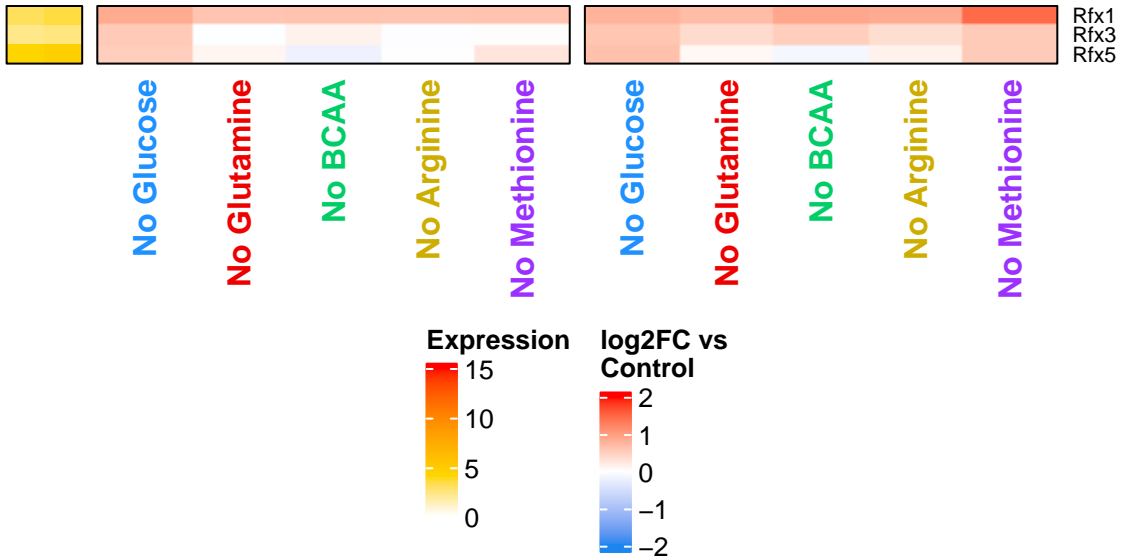 Rfx1
Rfx3
Rfx5
No Glucose
No Glutamine
No BCAA
No Arginine
No Methionine
No Glucose
No Glutamine
No BCAA
No Arginine
No Methionine
Expression
15
10
5
0
log2FC vs
Control
2
1
0
−1
−2